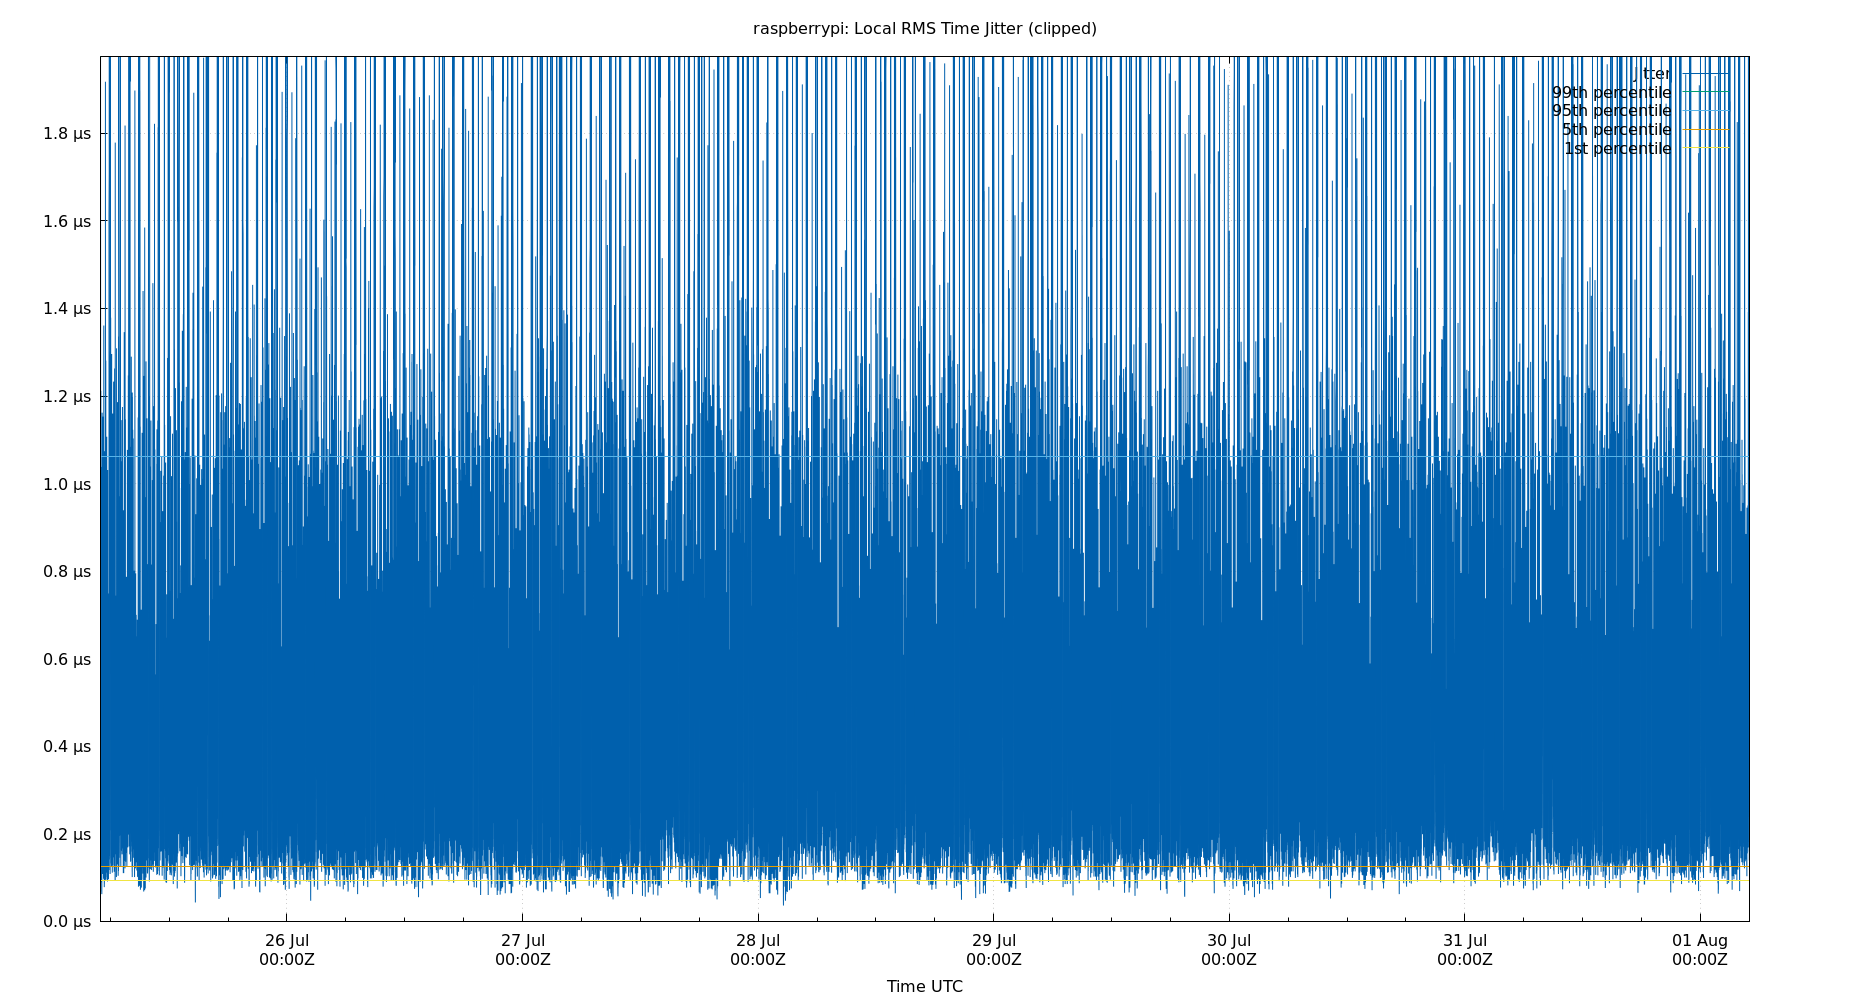 raspberrypi: Local RMS Time Jitter (clipped)
jitter
99th percentile
95th percentile
5th percentile
1st percentile
1.8 µs
1.6 µs
1.4 µs
1.2 µs
1.0 µs
0.8 µs
0.6 µs
0.4 µs
0.2 µs
0.0 µs
26 Jul 27 Jul 28 Jul 29 Jul 30 Jul 31 Jul 01 Aug
00:00Z 00:00Z 00:00Z 00:00Z 00:00Z 00:00Z 00:00Z
Time UTC